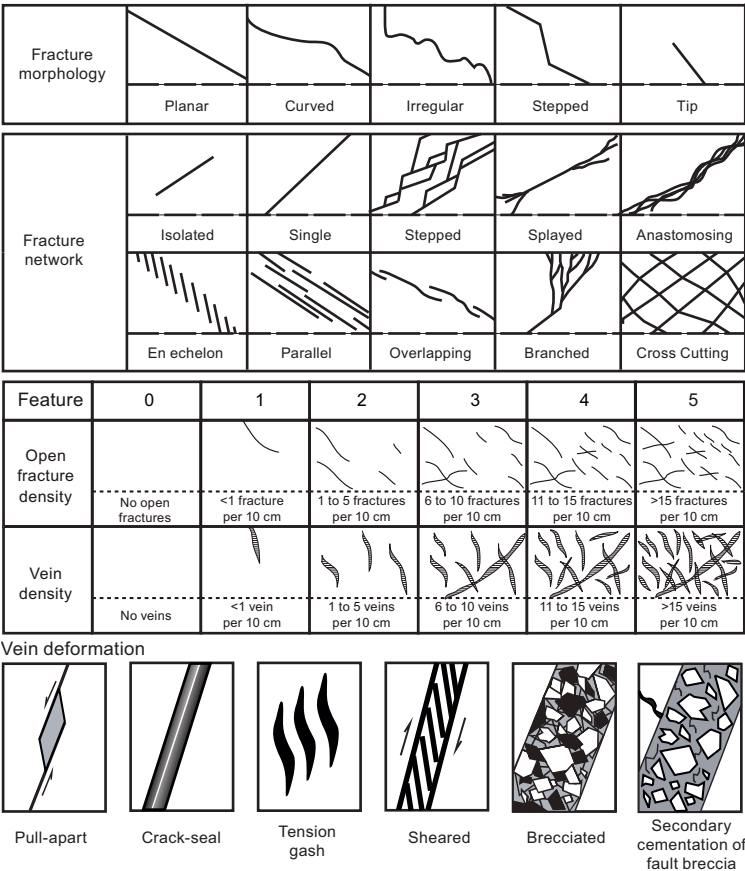 Fracture
morphology
Planar
Curved
Irregular
Stepped
Tip
Fracture
network
Isolated
Single
Stepped
Splayed
Anastomosing
En echelon
Parallel
Overlapping
Branched
Cross Cutting
Feature
0
1
2
3
4
5
Open
fracture
density
No open
fractures
<1 fracture
per 10 cm
1 to 5 fractures
per 10 cm
6 to 10 fractures
per 10 cm
11 to 15 fractures
per 10 cm
>15 fractures
per 10 cm
Vein
density
No veins
<1 vein
per 10 cm
1 to 5 veins
per 10 cm
6 to 10 veins
per 10 cm
11 to 15 veins
per 10 cm
>15 veins
per 10 cm
Vein deformation
Pull-apart
Crack-seal
Tension
gash
Sheared
Brecciated
Secondary
cementation of
fault breccia